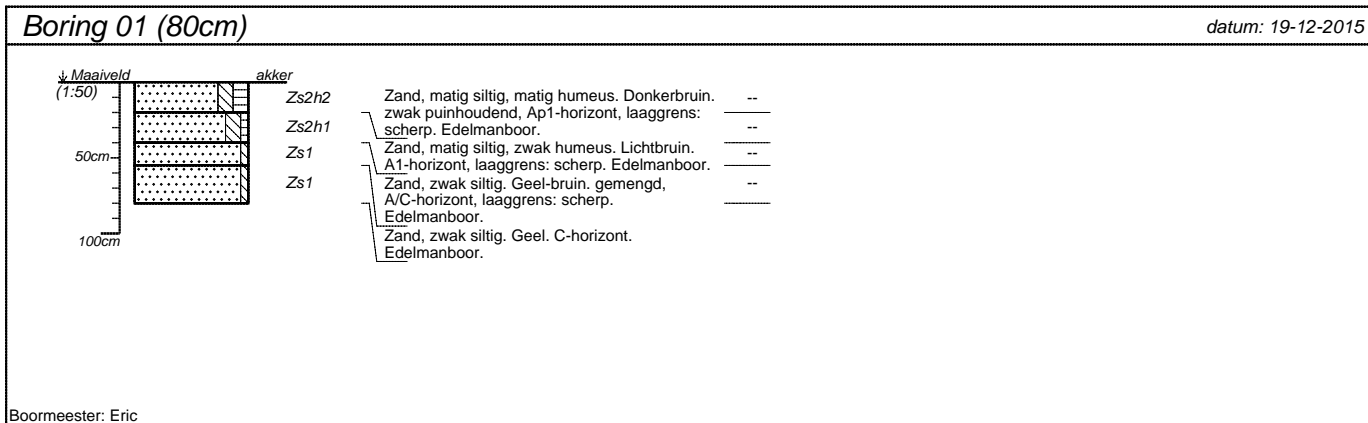 Boring 01 (80cm)
datum: 19-12-2015
Maaiveld
akker
(1:50)
50cm
100cm
Zs2h2
Zs2h1
Zs1
Zs1
Zand, matig siltig, matig humeus. Donkerbruin.
zwak puinhoudend, Ap1-horizont, laaggrens:
scherp. Edelmanboor.
Zand, matig siltig, zwak humeus. Lichtbruin.
A1-horizont, laaggrens: scherp. Edelmanboor.
Zand, zwak siltig. Geel-bruin. gemengd,
A/C-horizont, laaggrens: scherp.
Edelmanboor.
Zand, zwak siltig. Geel. C-horizont.
Edelmanboor.
--
--
--
--
Boormeester: Eric